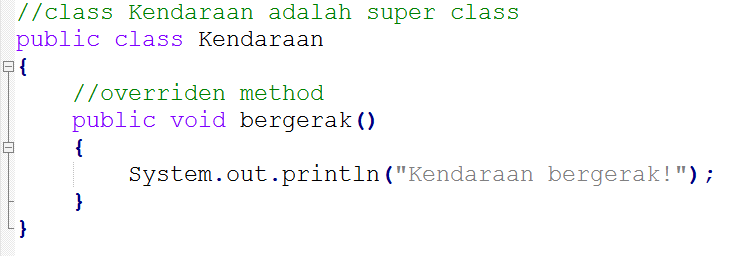 //class Kendaraan adalah super class
public class Kendaraan
{
    //overriden method
    public void bergerak()
    {
        System.out.println("Kendaraan bergerak!");
    }
}